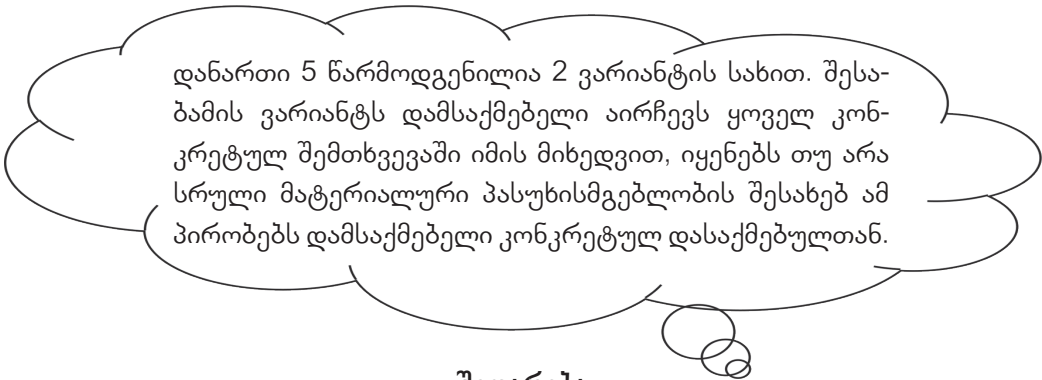 დანართი 5 წარმოდგენილია 2 ვარიანტის სახით. შესა-
ბამის ვარიანტს დამსაქმებელი აირჩევს ყოველ კონ-
კრეტულ შემთხვევაში იმის მიხედვით, იყენებს თუ არა
სრული მატერიალური პასუხისმგებლობის შესახებ ამ
პირობებს დამსაქმებელი კონკრეტულ დასაქმებულთან.